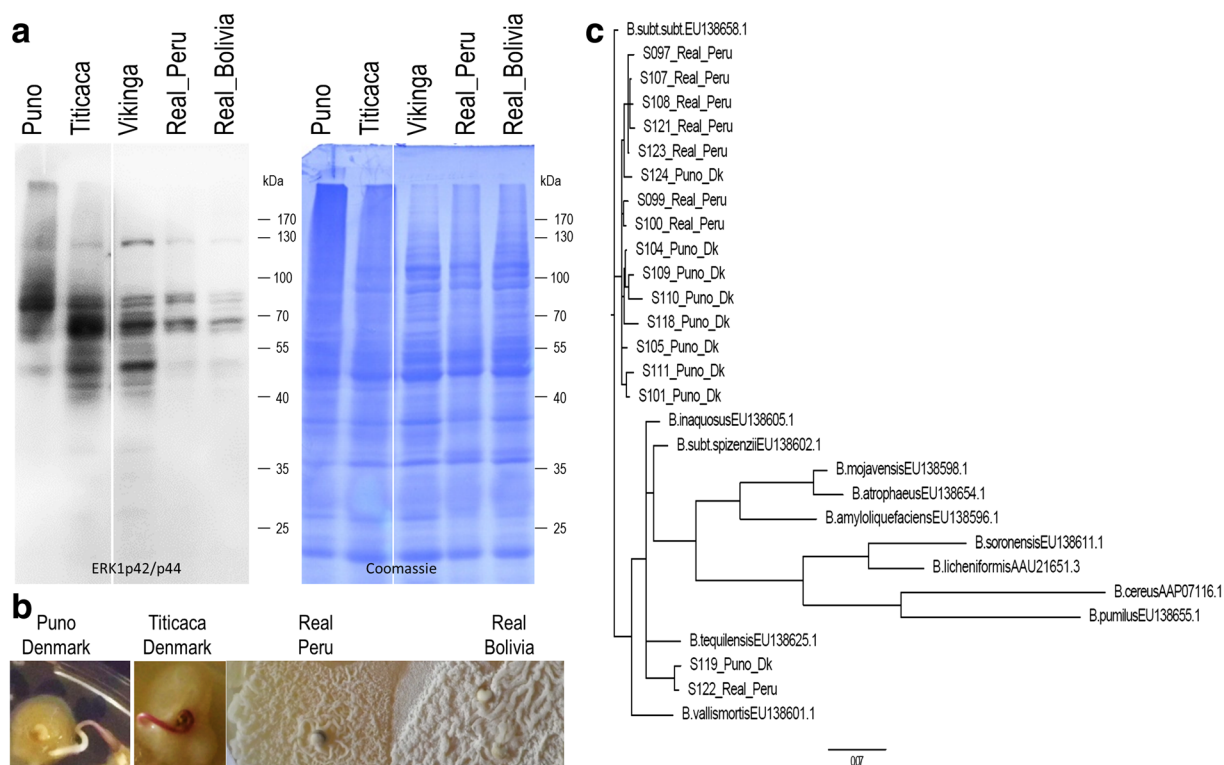 a
Puno
Titicaca
Vikinga
Real_Peru
Real_Bolivia
kDa
170
130
100
70
55
40
35
25
ERK1p42/p44
Puno
Titicaca
Vikinga
Real_Peru
Real_Bolivia
kDa
170
130
100
70
55
40
35
25
Coomassie
b
Puno
Denmark
Titicaca
Denmark
Real
Peru
Real
Bolivia
c
B.subt.subt.EU138658.1
S097_Real_Peru
S107_Real_Peru
S108_Real_Peru
S121_Real_Peru
S123_Real_Peru
S124_Puno_Dk
S099_Real_Peru
S100_Real_Peru
S104_Puno_Dk
S109_Puno_Dk
S110_Puno_Dk
S118_Puno_Dk
S105_Puno_Dk
S111_Puno_Dk
S101_Puno_Dk
B.inaquosusEU138605.1
B.subt.spizenziiEU138602.1
B.mojavensisEU138598.1
B.atrophaeusEU138654.1
B.amyloliquefaciensEU138596.1
B.soronensisEU138611.1
B.licheniformisAAU21651.3
B.cereusAAP07116.1
B.pumilusEU138655.1
B.tequilensisEU138625.1
S119_Puno_Dk
S122_Real_Peru
B.vallismortisEU138601.1
0.07